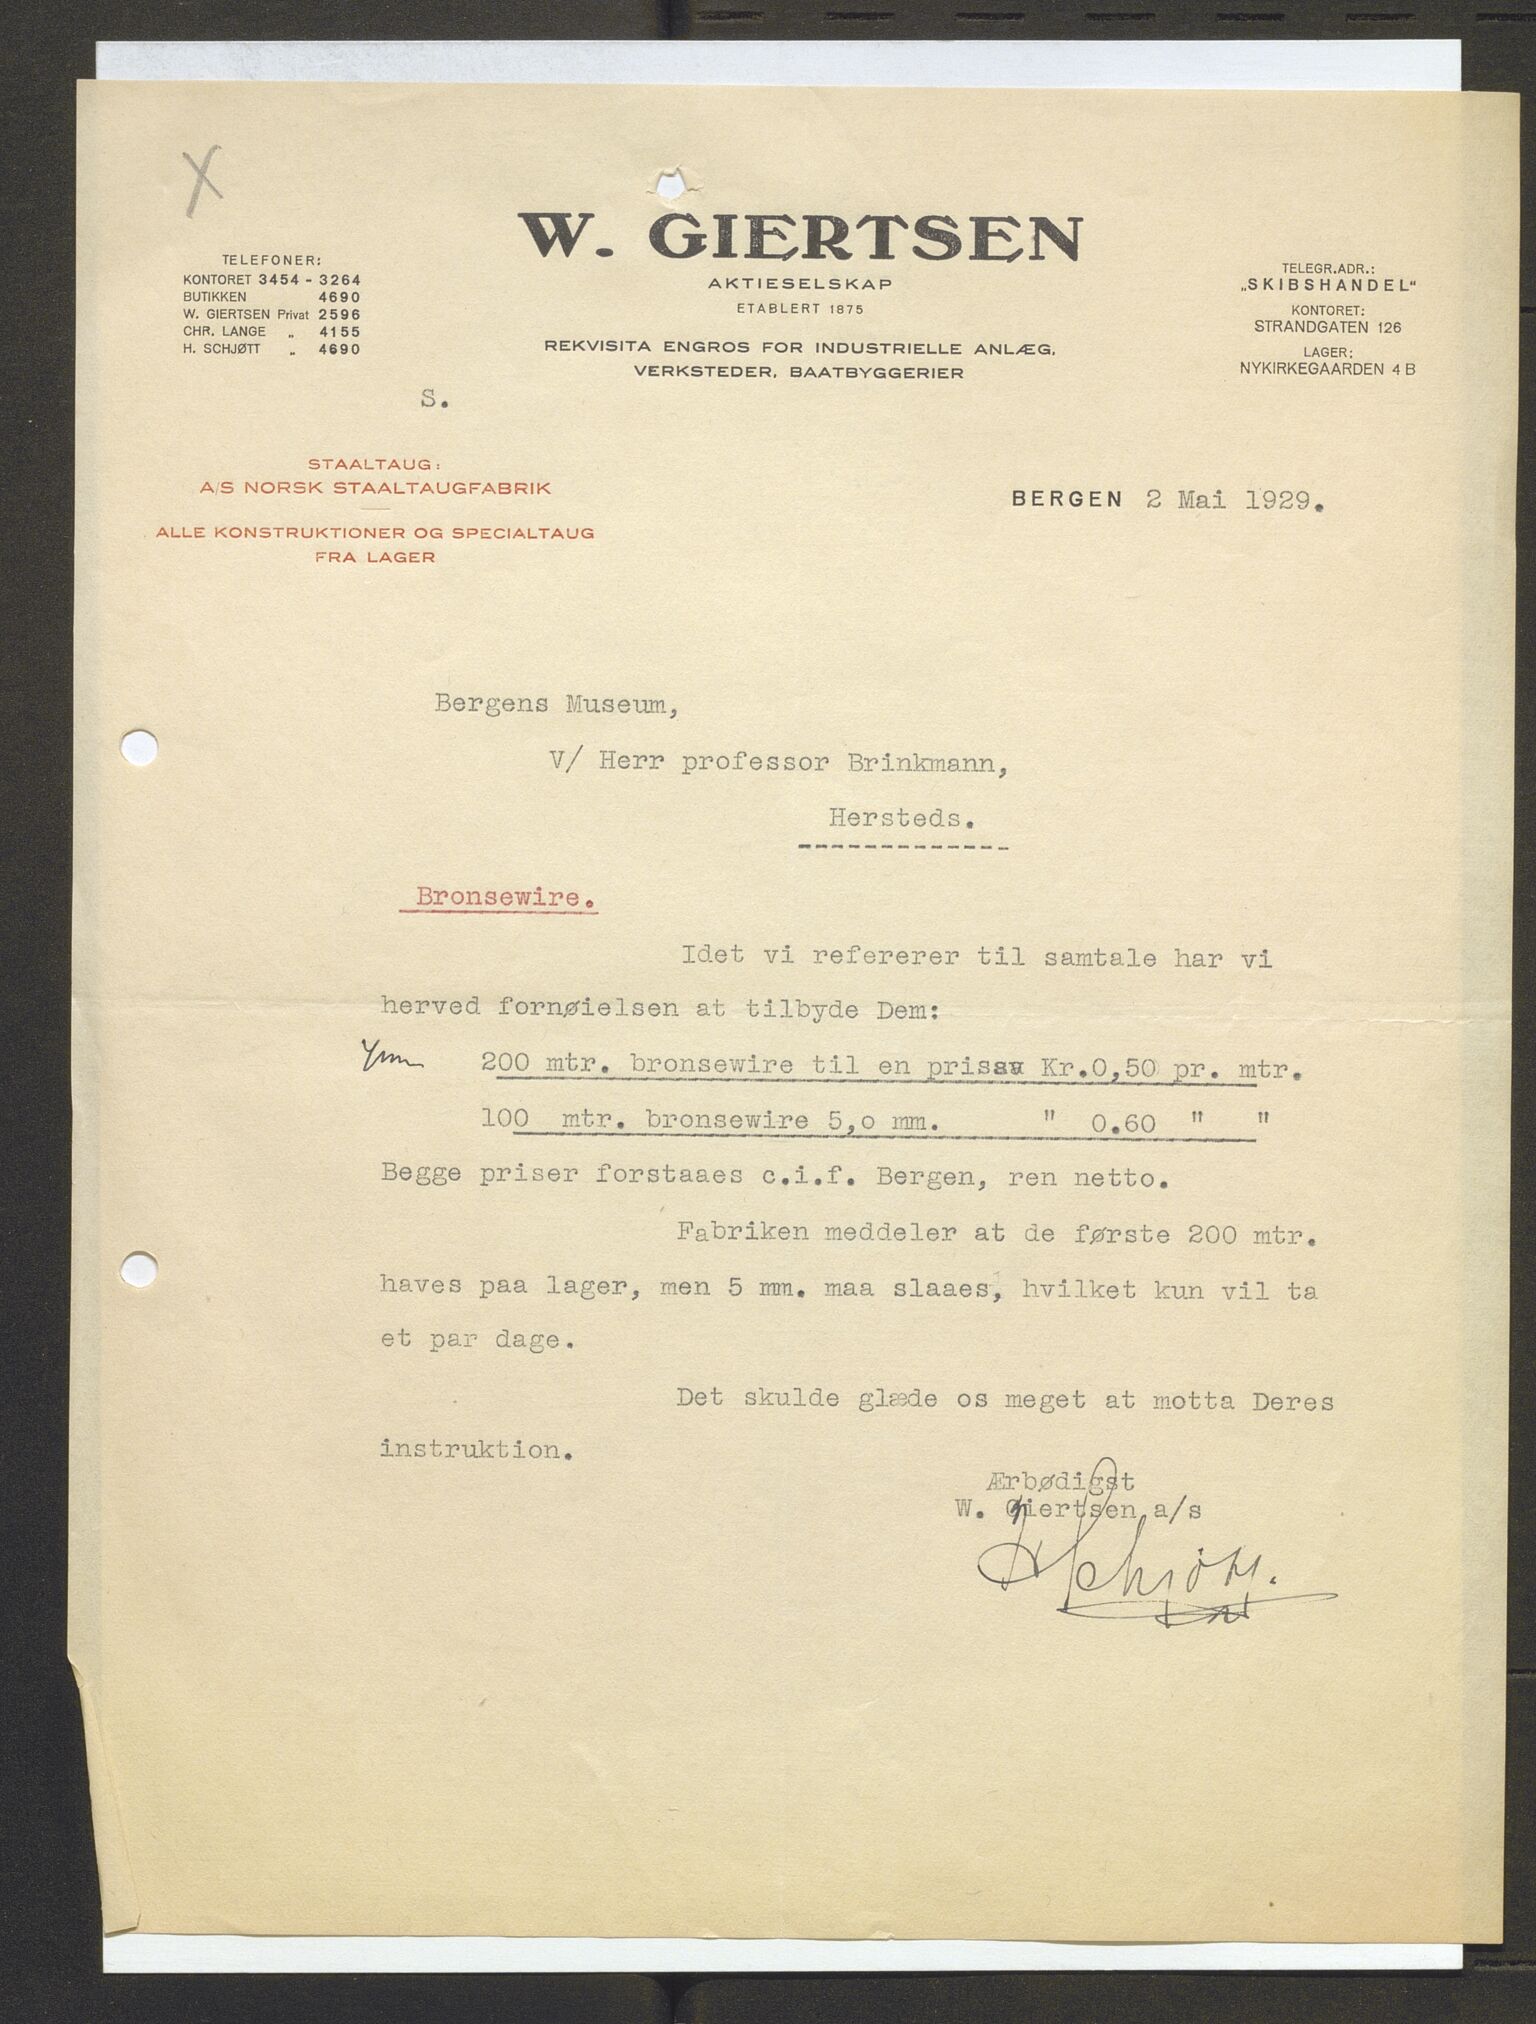 X
W. GIERTSEN
AKTIESELSKAP
ETABLERT 1875
REKVISITA ENGROS FOR INDUSTRIELLE ANLÆG,
VERKSTEDER, BAATBYGGERIER
TELEFONER:
KONTORET 3454 - 3264
BUTIKKEN 4690
W. GIERTSEN Privat 2596
CHR. LANGE „ 4155
H. SCHJØTT „ 4690
TELEGR.ADR.:
„SKIBSHANDEL“
KONTORET:
STRANDGATEN 126
LAGER:
NYKIRKEGAARDEN 4 B
S.
STAALTAUG:
A/S NORSK STAALTAUGFABRIK
ALLE KONSTRUKTIONER OG SPECIALTAUG
FRA LAGER
BERGEN 2 Mai 1929.
Bergens Museum,
V/ Herr professor Brinkmann,
Hersteds.
Bronsewire.
Idet vi refererer til samtale har vi
herved fornøielsen at tilbyde Dem:
4mm 200 mtr. bronsewire til en prisav Kr.0,50 pr. mtr.
100 mtr. bronsewire 5,o mm. " 0.60 " "
Begge priser forstaaes c.i.f. Bergen, ren netto.
Fabriken meddeler at de første 200 mtr.
haves paa lager, men 5 mm. maa slaaes, hvilket kun vil ta
et par dage.
Det skulde glæde os meget at motta Deres
instruktion.
Ærbødigst
W. Giertsen a/s
H Schjøtt.